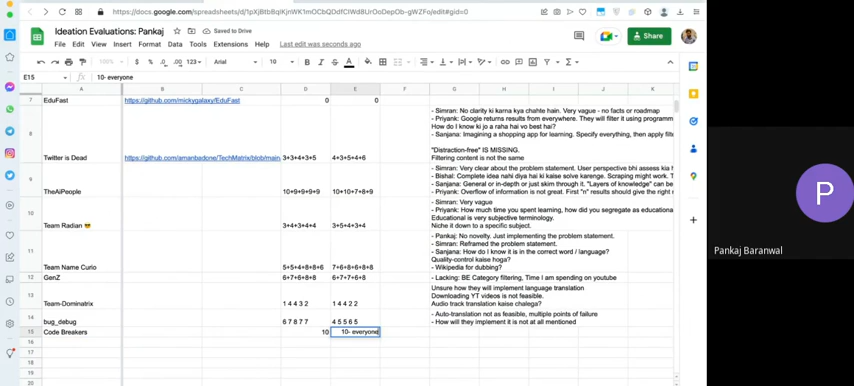 https://docs.google.com/spreadsheets/d/1pXjBtbBqIKjnWK1mOCbQDdfCIWd8UrOoDepOb-gWZFo/edit#gid=0
Ideation Evaluations: Pankaj
Saved to Drive
File Edit View Insert Format Data Tools Extensions Help Last edit was seconds ago
Share
100% $ % .0 .00 123 Arial 10 B I S A
E15 fx 10- everyone
A B C D E F G H I J K
7 EduFast https://github.com/mickygalaxy/EduFast 0 0
- Simran: No clarity ki karna kya chahte hain. Very vague - no facts or roadmap
- Priyank: Google returns results from everywhere. They will filter it using programm
How do I know ki jo a raha hai vo best hai?
- Sanjana: Imagining a shopping app for learning. Specify everything, then apply filt
8
"Distraction-free" IS MISSING.
Twitter is Dead https://github.com/amanbadone/TechMatrix/blob/main 3+3+4+3+5 4+3+5+4+6 Filtering content is not the same
- Simran: Very clear about the problem statement. User perspective bhi assess kia h
- Bishal: Complete idea nahi diya hai ki kaise solve karenge. Scraping might work. T
9 - Sanjana: General or in-depth or just skim through it. "Layers of knowledge" can be
TheAiPeople 10+9+9+9+9 10+10+7+8+9 - Priyank: Overflow of information is not great. First "n" results should give the right
- Simran: Very vague
- Priyank: How much time you spent learning, how did you segregate as educationa
10 Educational is very subjective terminology.
Team Radian 😎 3+3+4+4+4 3+5+4+3+4 Niche it down to a specific subject.
- Pankaj: No novelty. Just implementing the problem statement.
- Simran: Reframed the problem statement.
11 - Sanjana: How do I know it is in the correct word / language?
Quality-control kaise hoga?
Team Name Curio 5+5+4+8+8+6 7+6+8+6+8+8 - Wikipedia for dubbing?
12 GenZ 6+7+6+8+8 6+7+7+6+8 - Lacking: BE Category filtering, Time I am spending on youtube
Unsure how they will implement language translation
13 Downloading YT videos is not feasible.
Team-Dominatrix 1 4 4 3 2 1 4 4 2 2 Audio track translation kaise chalega?
14 - Auto-translation not as feasible, multiple points of failure
bug_debug 6 7 8 7 7 4 5 5 6 5 - How will they implement it is not at all mentioned
15 Code Breakers 10 10- everyone
16
17
18
19
20
P
Pankaj Baranwal